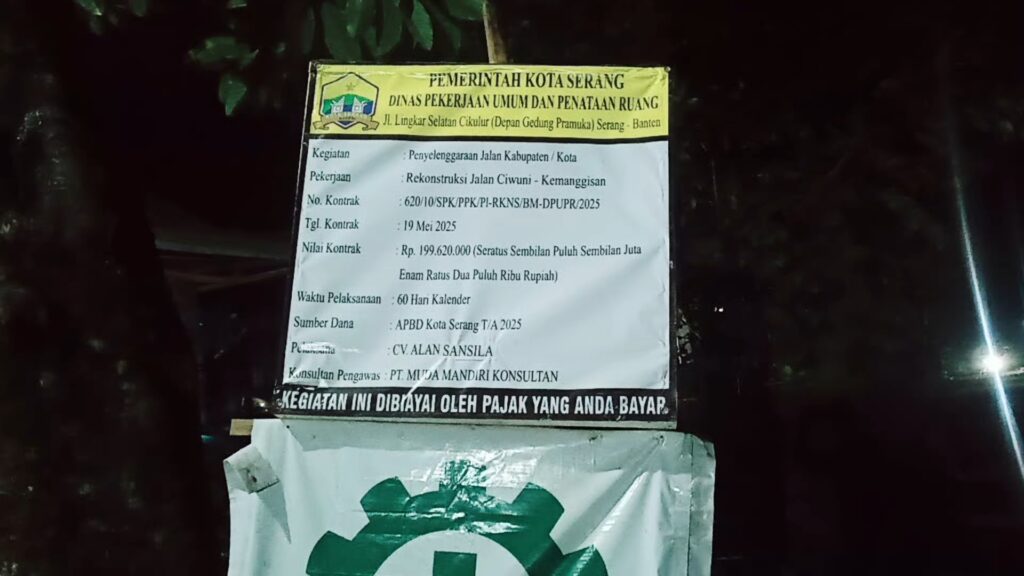 PEMERINTAH KOTA SERANG
DINAS PEKERJAAN UMUM DAN PENATAAN RUANG
Jl. Lingkar Selatan Cikulur (Depan Gedung Pramuka) Serang - Banten
Kegiatan : Penyelenggaraan Jalan Kabupaten / Kota
Pekerjaan : Rekonstruksi Jalan Ciwuni - Kemanggisan
No. Kontrak : 620/10/SPK/PPK/PI-RKNS/BM-DPUPR/2025
Tgl. Kontrak : 19 Mei 2025
Nilai Kontrak : Rp. 199.620.000 (Seratus Sembilan Puluh Sembilan Juta
Enam Ratus Dua Puluh Ribu Rupiah)
Waktu Pelaksanaan : 60 Hari Kalender
Sumber Dana : APBD Kota Serang T/A 2025
Pelaksana : CV. ALAN SANSILA
Konsultan Pengawas : PT. MUDA MANDIRI KONSULTAN
KEGIATAN INI DIBIAYAI OLEH PAJAK YANG ANDA BAYAR